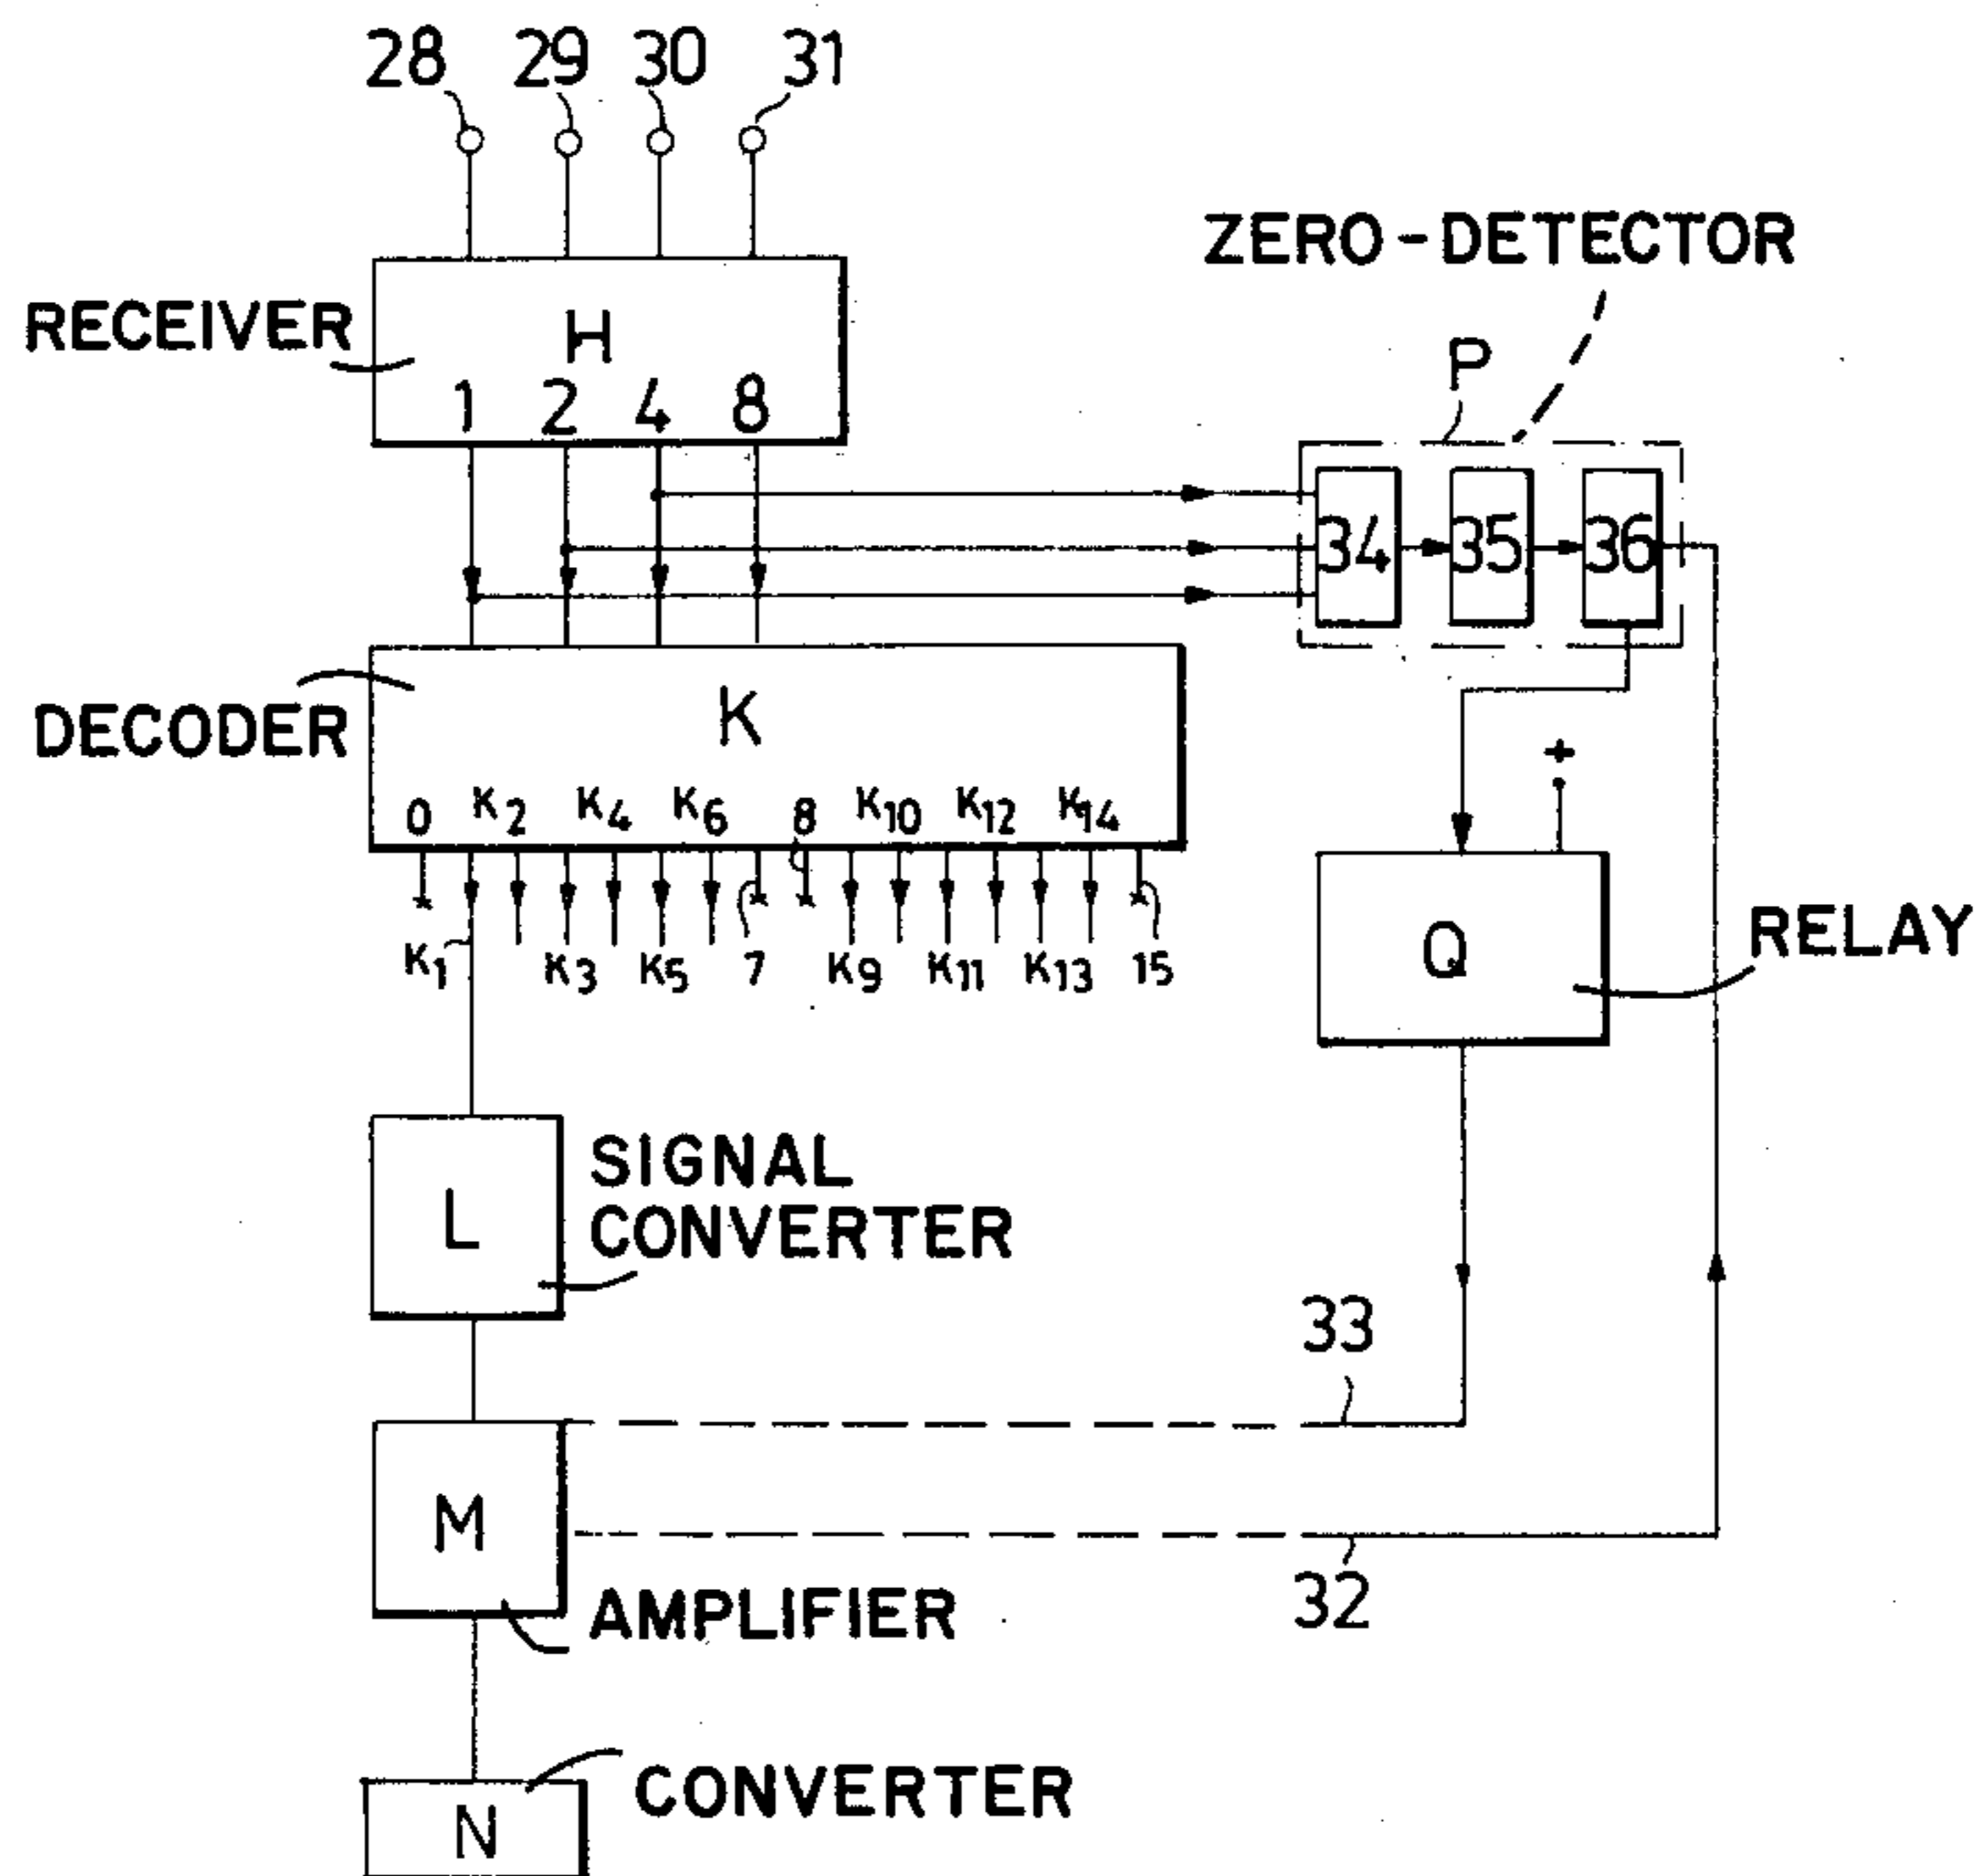 28 29 30 31
ZERO-DETECTOR
RECEIVER
H
P
1 2 4 8
34 35 36
DECODER
K
+
0 K2 K4 K6 8 K10 K12 K14
K1 K3 K5 7 K9 K11 K13 15
Q
RELAY
L
SIGNAL
CONVERTER
33
M
32
AMPLIFIER
CONVERTER
N